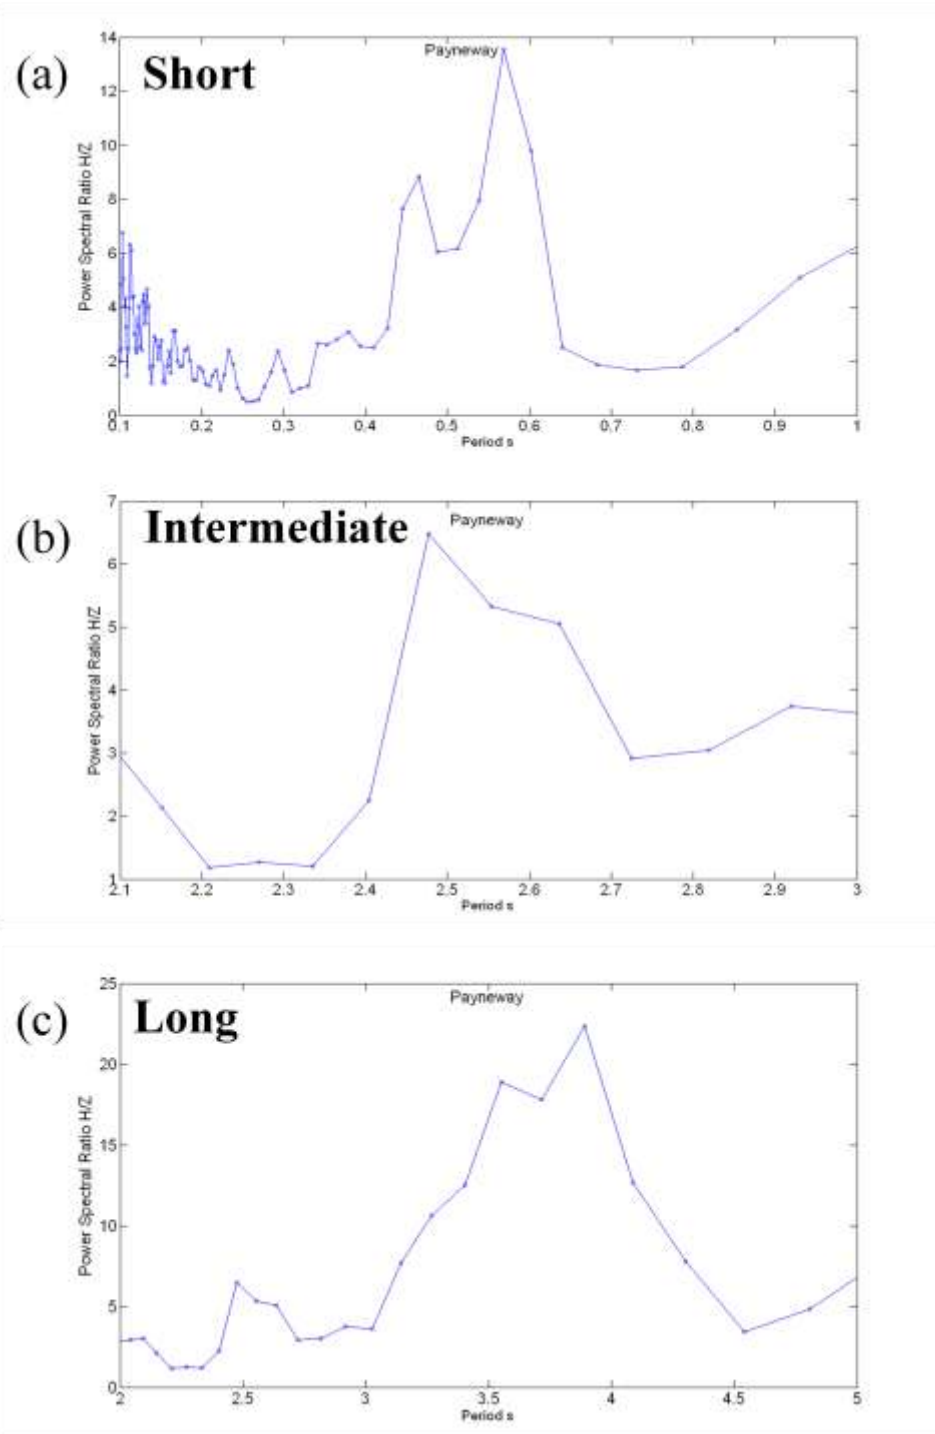 (a)
Short
Payneway
Power Spectral Ratio H/Z
14
12
10
8
6
4
2
0
0.1 0.2 0.3 0.4 0.5 0.6 0.7 0.8 0.9 1
Period s
(b)
Intermediate
Payneway
Power Spectral Ratio H/Z
7
6
5
4
3
2
1
2.1 2.2 2.3 2.4 2.5 2.6 2.7 2.8 2.9 3
Period s
(c)
Long
Payneway
Power Spectral Ratio H/Z
25
20
15
10
5
0
2 2.5 3 3.5 4 4.5 5
Period s